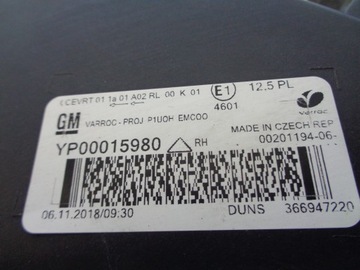 CEVRT 01 1a 01 A02 RL 00 K 01 E1 12.5 PL
4601
varroc
GM VARROC-PROJ P1UOH EMCOO
MADE IN CZECH REP
YP00015980 RH 00201194-06-
06.11.2018/09:30 DUNS 366947220